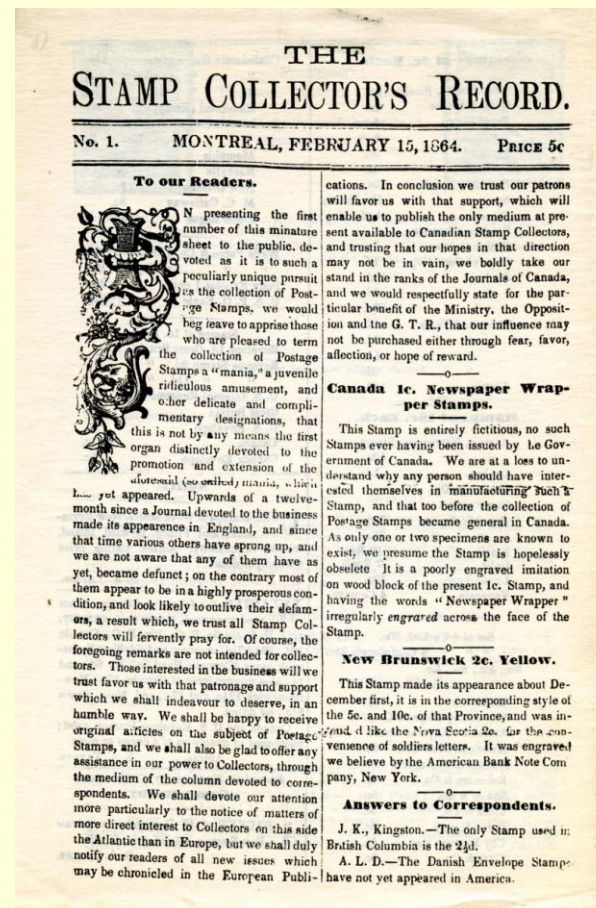 THE
STAMP COLLECTOR'S RECORD.
No. 1. MONTREAL, FEBRUARY 15, 1864. PRICE 5c
To our Readers.
IN presenting the first
number of this minature
sheet to the public, de-
voted as it is to such a
peculiarly unique pursuit
as the collection of Post-
age Stamps, we would
beg leave to apprise those
who are pleased to term
the collection of Postage
Stamps a "mania," a juvenile
ridiculous amusement, and
other delicate and compli-
mentary designations, that
this is not by any means the first
organ distinctly devoted to the
promotion and extension of the
aforesaid (so called) mania, which
has yet appeared. Upwards of a twelve-
month since a Journal devoted to the business
made its appearence in England, and since
that time various others have sprung up, and
we are not aware that any of them have as
yet, became defunct; on the contrary most of
them appear to be in a highly prosperous con-
dition, and look likely to outlive their defam-
ers, a result which, we trust all Stamp Col-
lectors will fervently pray for. Of course, the
foregoing remarks are not intended for collec-
tors. Those interested in the business will we
trust favor us with that patronage and support
which we shall indeavour to deserve, in an
humble way. We shall be happy to receive
original articles on the subject of Postage
Stamps, and we shall also be glad to offer any
assistance in our power to Collectors, through
the medium of the column devoted to corre-
spondents. We shall devote our attention
more particularly to the notice of matters of
more direct interest to Collectors on this side
the Atlantic than in Europe, but we shall duly
notify our readers of all new issues which
may be chronicled in the European Publi-
cations. In conclusion we trust our patrons
will favor us with that support, which will
enable us to publish the only medium at pre-
sent available to Canadian Stamp Collectors,
and trusting that our hopes in that direction
may not be in vain, we boldly take our
stand in the ranks of the Journals of Canada,
and we would respectfully state for the par-
ticular benefit of the Ministry, the Opposit-
ion and tne G. T. R., that our influence may
not be purchased either through fear, favor,
affection, or hope of reward.
Canada 1c. Newspaper Wrap-
per Stamps.
This Stamp is entirely fictitious, no such
Stamps ever having been issued by he Gov-
ernment of Canada. We are at a loss to un-
derstand why any person should have inter-
ested themselves in manufacturing such a
Stamp, and that too before the collection of
Postage Stamps became general in Canada.
As only one or two specimens are known to
exist, we presume the Stamp is hopelessly
obselete It is a poorly engraved imitation
on wood block of the present 1c. Stamp, and
having the words "Newspaper Wrapper"
irregularly engraved across the face of the
Stamp.
New Brunswick 2c. Yellow.
This Stamp made its appearance about De-
cember first, it is in the corresponding style of
the 5c. and 10c. of that Province, and was in-
tend d like the Nova Scotia 2c. for the con-
venience of soldiers letters. It was engraved
we believe by the American Bank Note Com
pany, New York.
Answers to Correspondents.
J. K., Kingston.—The only Stamp used in
British Columbia is the 2½d.
A. L. D.—The Danish Envelope Stamps
have not yet appeared in America.